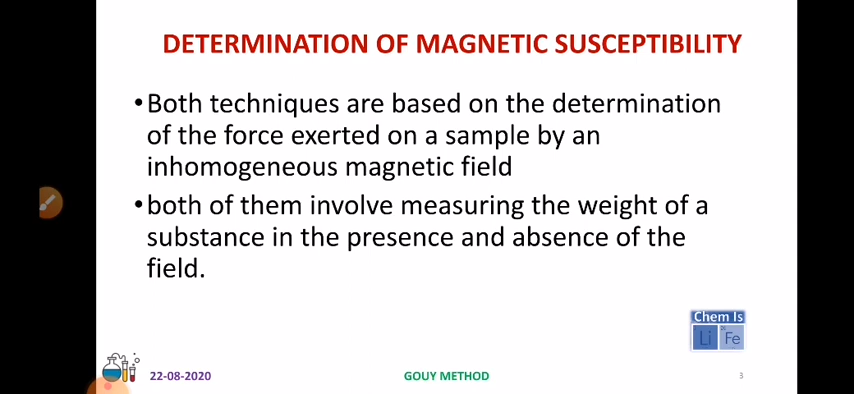 DETERMINATION OF MAGNETIC SUSCEPTIBILITY
•Both techniques are based on the determination
of the force exerted on a sample by an
inhomogeneous magnetic field
•both of them involve measuring the weight of a
substance in the presence and absence of the
field.
Chem Is
Li Fe
22-08-2020
GOUY METHOD
3